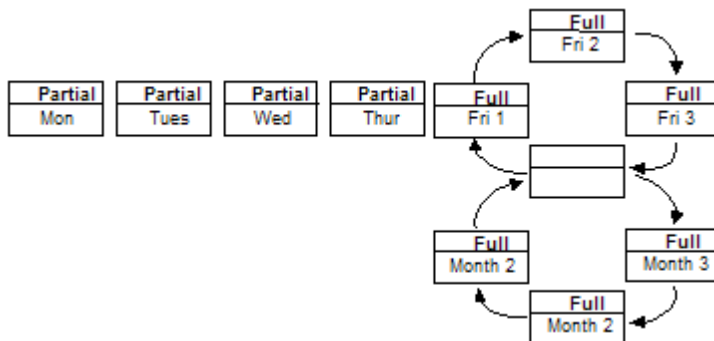 Full
Fri 2
Partial
Mon
Partial
Tues
Partial
Wed
Partial
Thur
Full
Fri 1
Full
Fri 3
Full
Month 2
Full
Month 3
Full
Month 2